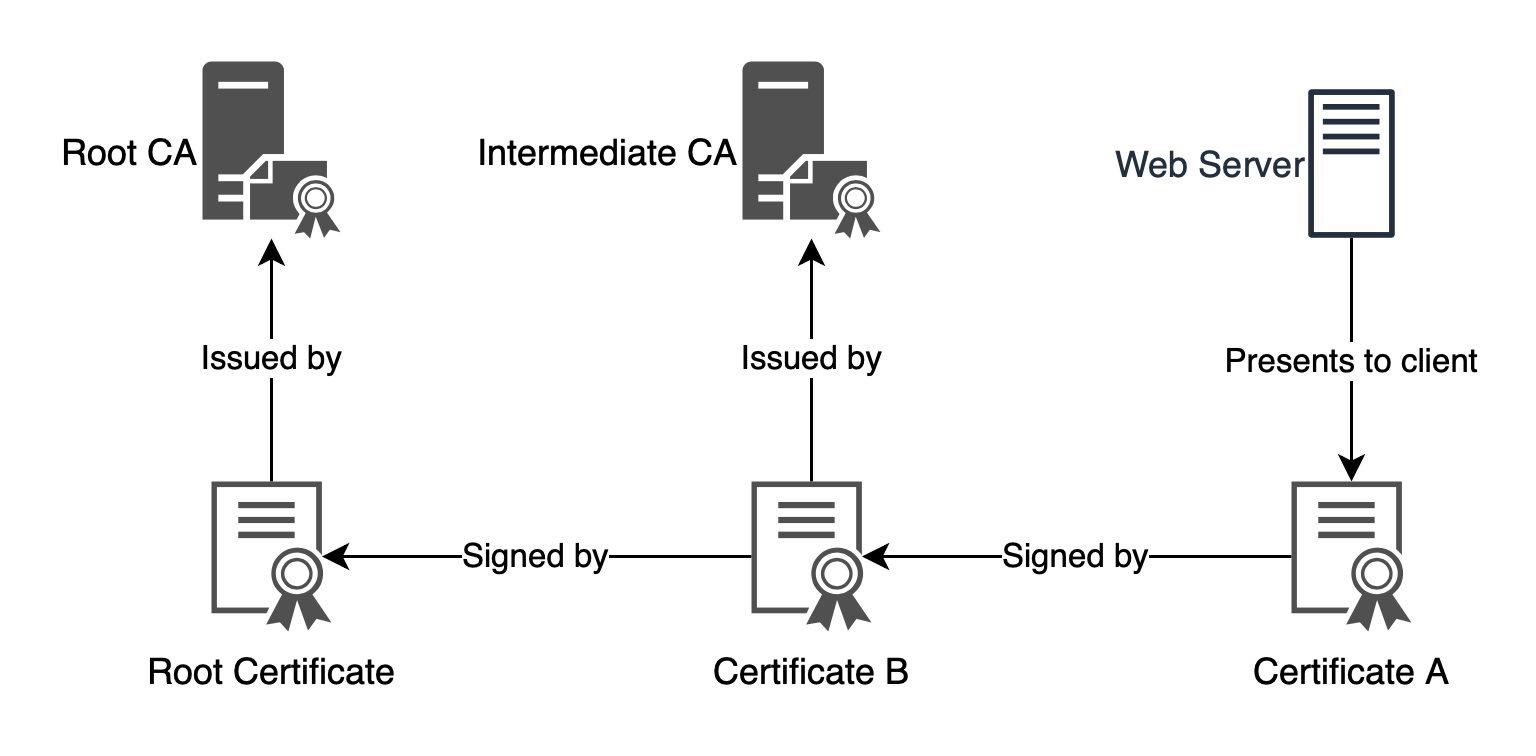 Root CA
Intermediate CA
Web Server
Issued by
Issued by
Presents to client
Signed by
Signed by
Root Certificate
Certificate B
Certificate A